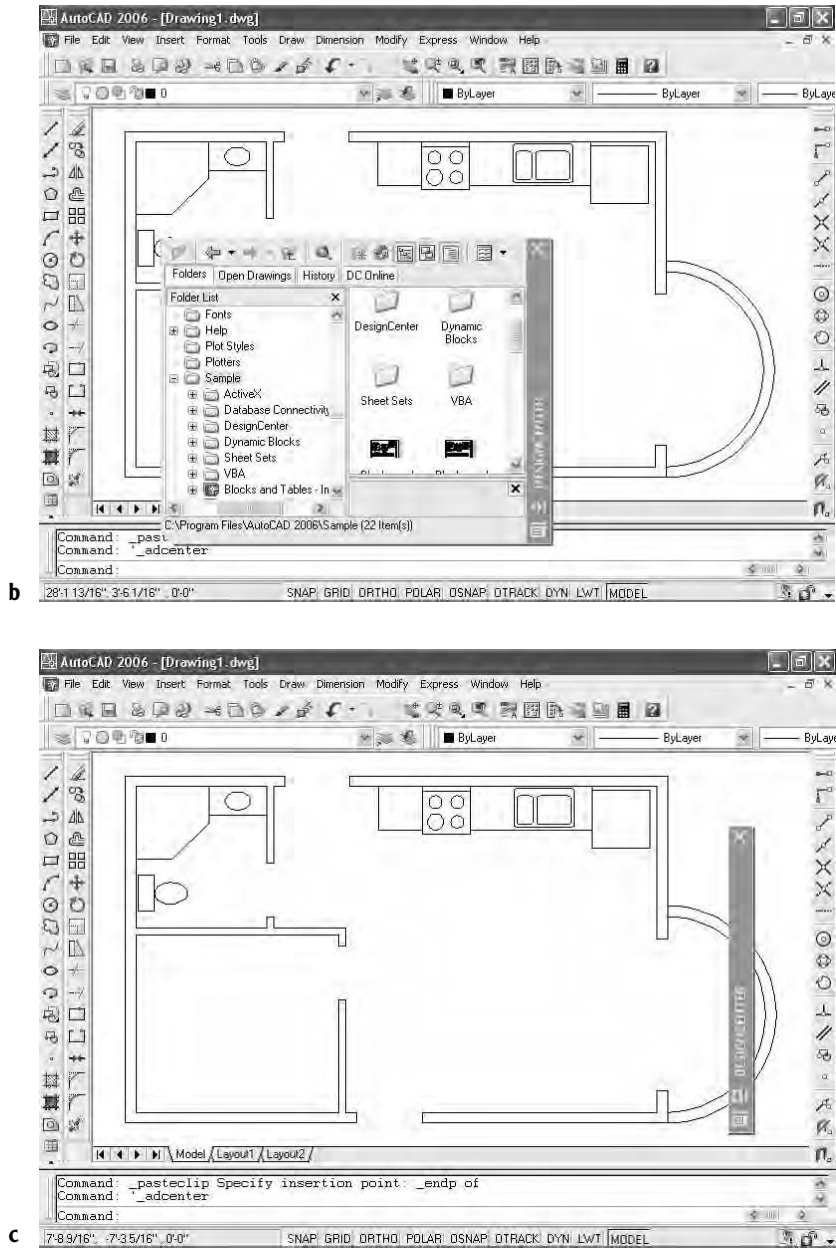 AutoCAD 2006 - [Drawing1.dwg]
File Edit View Insert Format Tools Draw Dimension Modify Express Window Help
0
ByLayer
ByLayer
ByLaye
Folders Open Drawings History DC Online
Folder List
Fonts
Help
Plot Styles
Plotters
Sample
ActiveX
Database Connectivity
DesignCenter
Dynamic Blocks
Sheet Sets
VBA
Blocks and Tables - Im
DesignCenter
Dynamic
Blocks
Sheet Sets
VBA
DESIGNCENTER
C:\Program Files\AutoCAD 2006\Sample (22 Item(s))
Command: _past
Command: '_adcenter
Command:
28'-1 13/16", 3'-6 1/16" , 0'-0"
SNAP GRID ORTHO POLAR OSNAP OTRACK DYN LWT MODEL
b
AutoCAD 2006 - [Drawing1.dwg]
File Edit View Insert Format Tools Draw Dimension Modify Express Window Help
0
ByLayer
ByLayer
ByLaye
DESIGNCENTER
Model Layout1 Layout2
Command: _pasteclip Specify insertion point: _endp of
Command: '_adcenter
Command:
7'-8 9/16", -7'-3 5/16", 0'-0"
SNAP GRID ORTHO POLAR OSNAP OTRACK DYN LWT MODEL
c